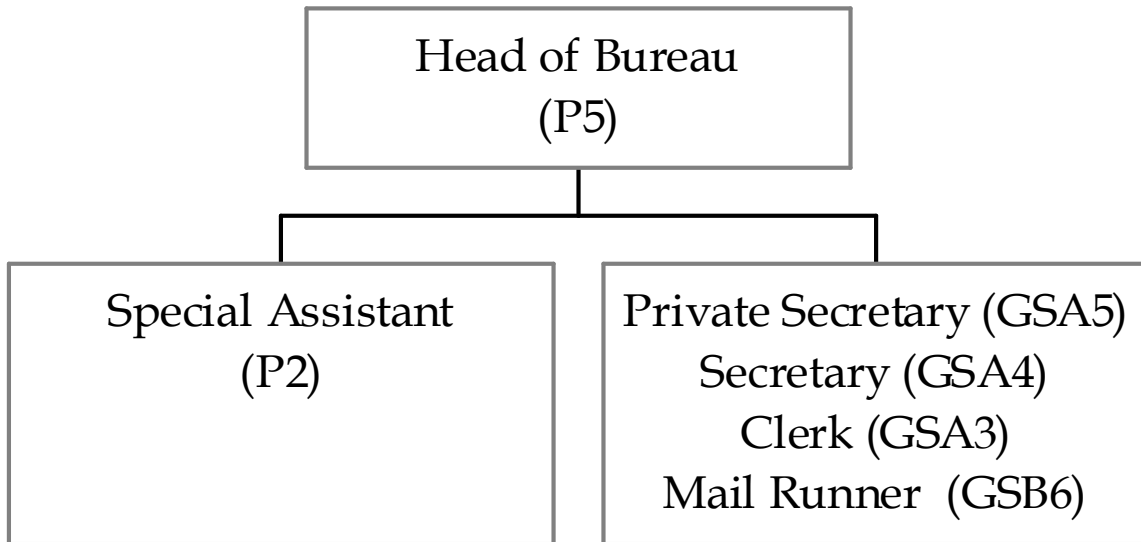 Head of Bureau
(P5)
Special Assistant
(P2)
Private Secretary (GSA5)
Secretary (GSA4)
Clerk (GSA3)
Mail Runner (GSB6)